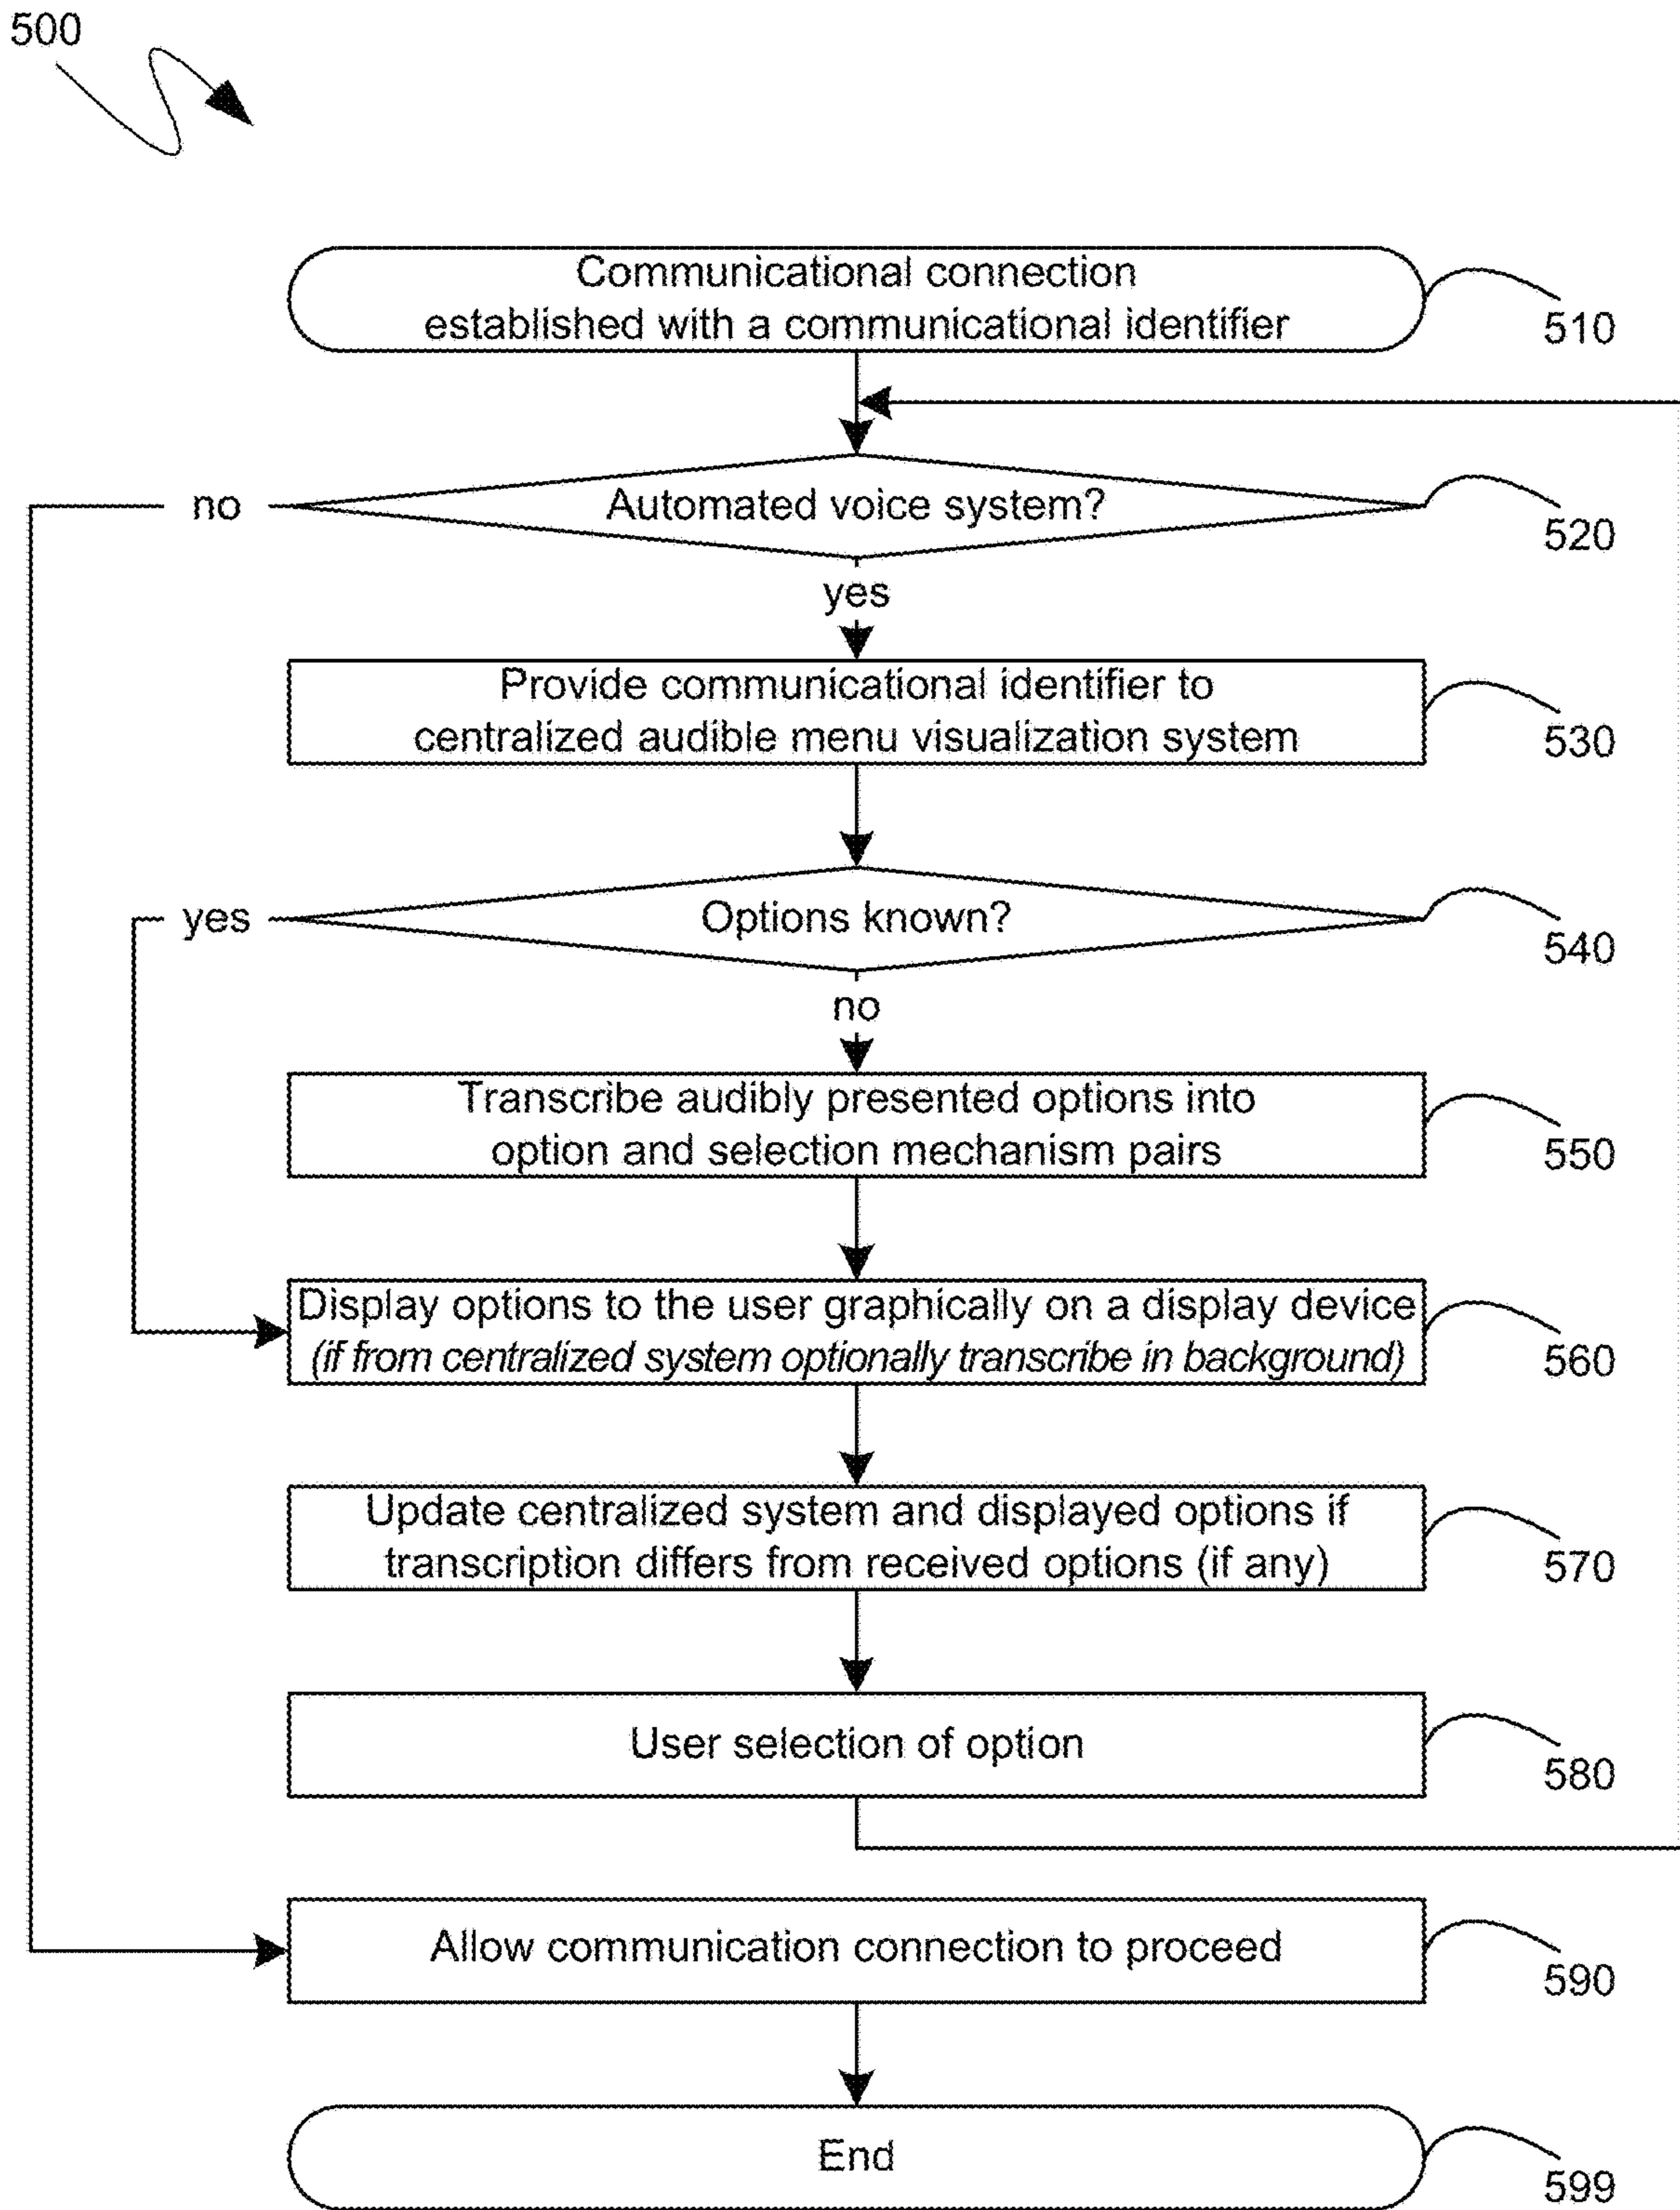 500
Communicational connection
established with a communicational identifier
510
no
Automated voice system?
520
yes
Provide communicational identifier to
centralized audible menu visualization system
530
yes
Options known?
540
no
Transcribe audibly presented options into
option and selection mechanism pairs
550
Display options to the user graphically on a display device
(if from centralized system optionally transcribe in background)
560
Update centralized system and displayed options if
transcription differs from received options (if any)
570
User selection of option
580
Allow communication connection to proceed
590
End
599